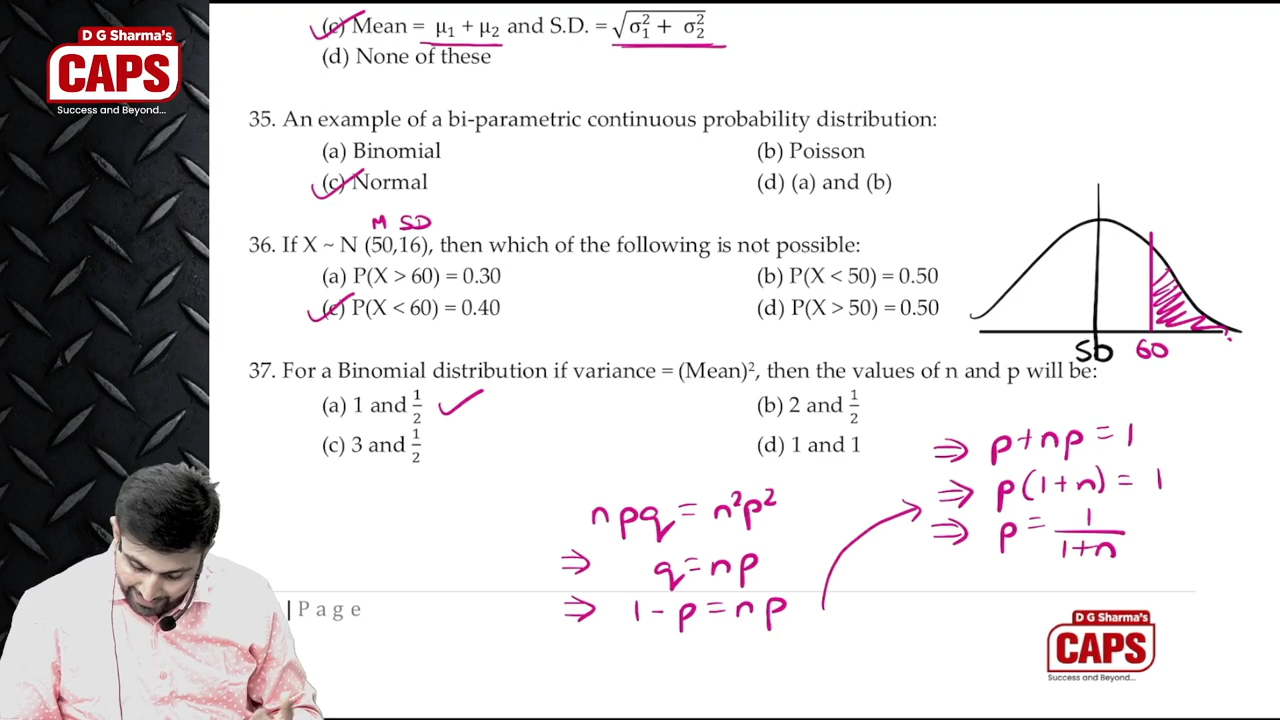 D G Sharma's
CAPS
Success and Beyond...
(c) Mean = μ₁ + μ₂ and S.D. = √σ₁² + σ₂²
(d) None of these
35. An example of a bi-parametric continuous probability distribution:
(a) Binomial (b) Poisson
(c) Normal (d) (a) and (b)
M SD
36. If X ~ N (50,16), then which of the following is not possible:
(a) P(X > 60) = 0.30 (b) P(X < 50) = 0.50
(c) P(X < 60) = 0.40 (d) P(X > 50) = 0.50
50 60
37. For a Binomial distribution if variance = (Mean)², then the values of n and p will be:
(a) 1 and 1/2 (b) 2 and 1/2
(c) 3 and 1/2 (d) 1 and 1
npq = n²p²
⇒ q = np
⇒ 1 - p = np
⇒ p + np = 1
⇒ p(1+n) = 1
⇒ p = 1/1+n
| Page
D G Sharma's
CAPS
Success and Beyond...